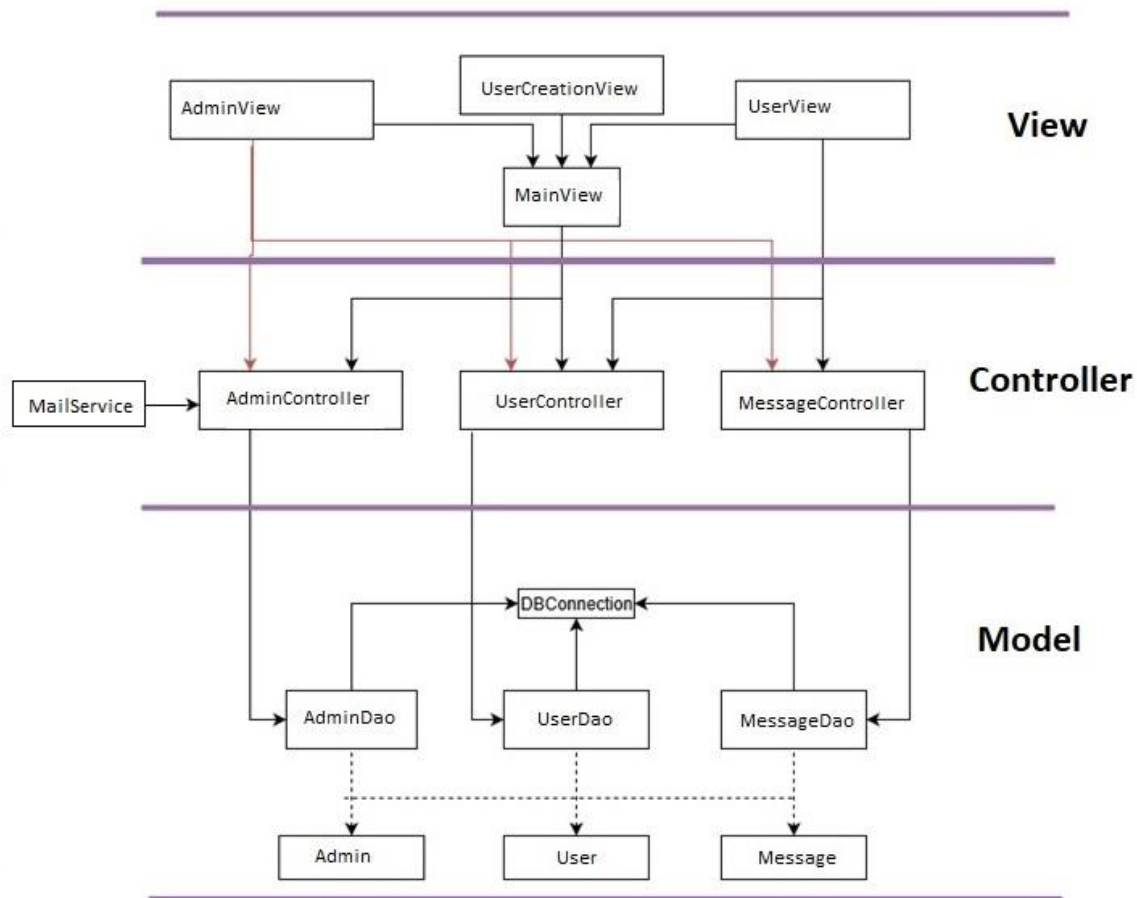 UserCreationView
AdminView
UserView
View
MainView
Controller
MailService
AdminController
UserController
MessageController
DBConnection
Model
AdminDao
UserDao
MessageDao
Admin
User
Message